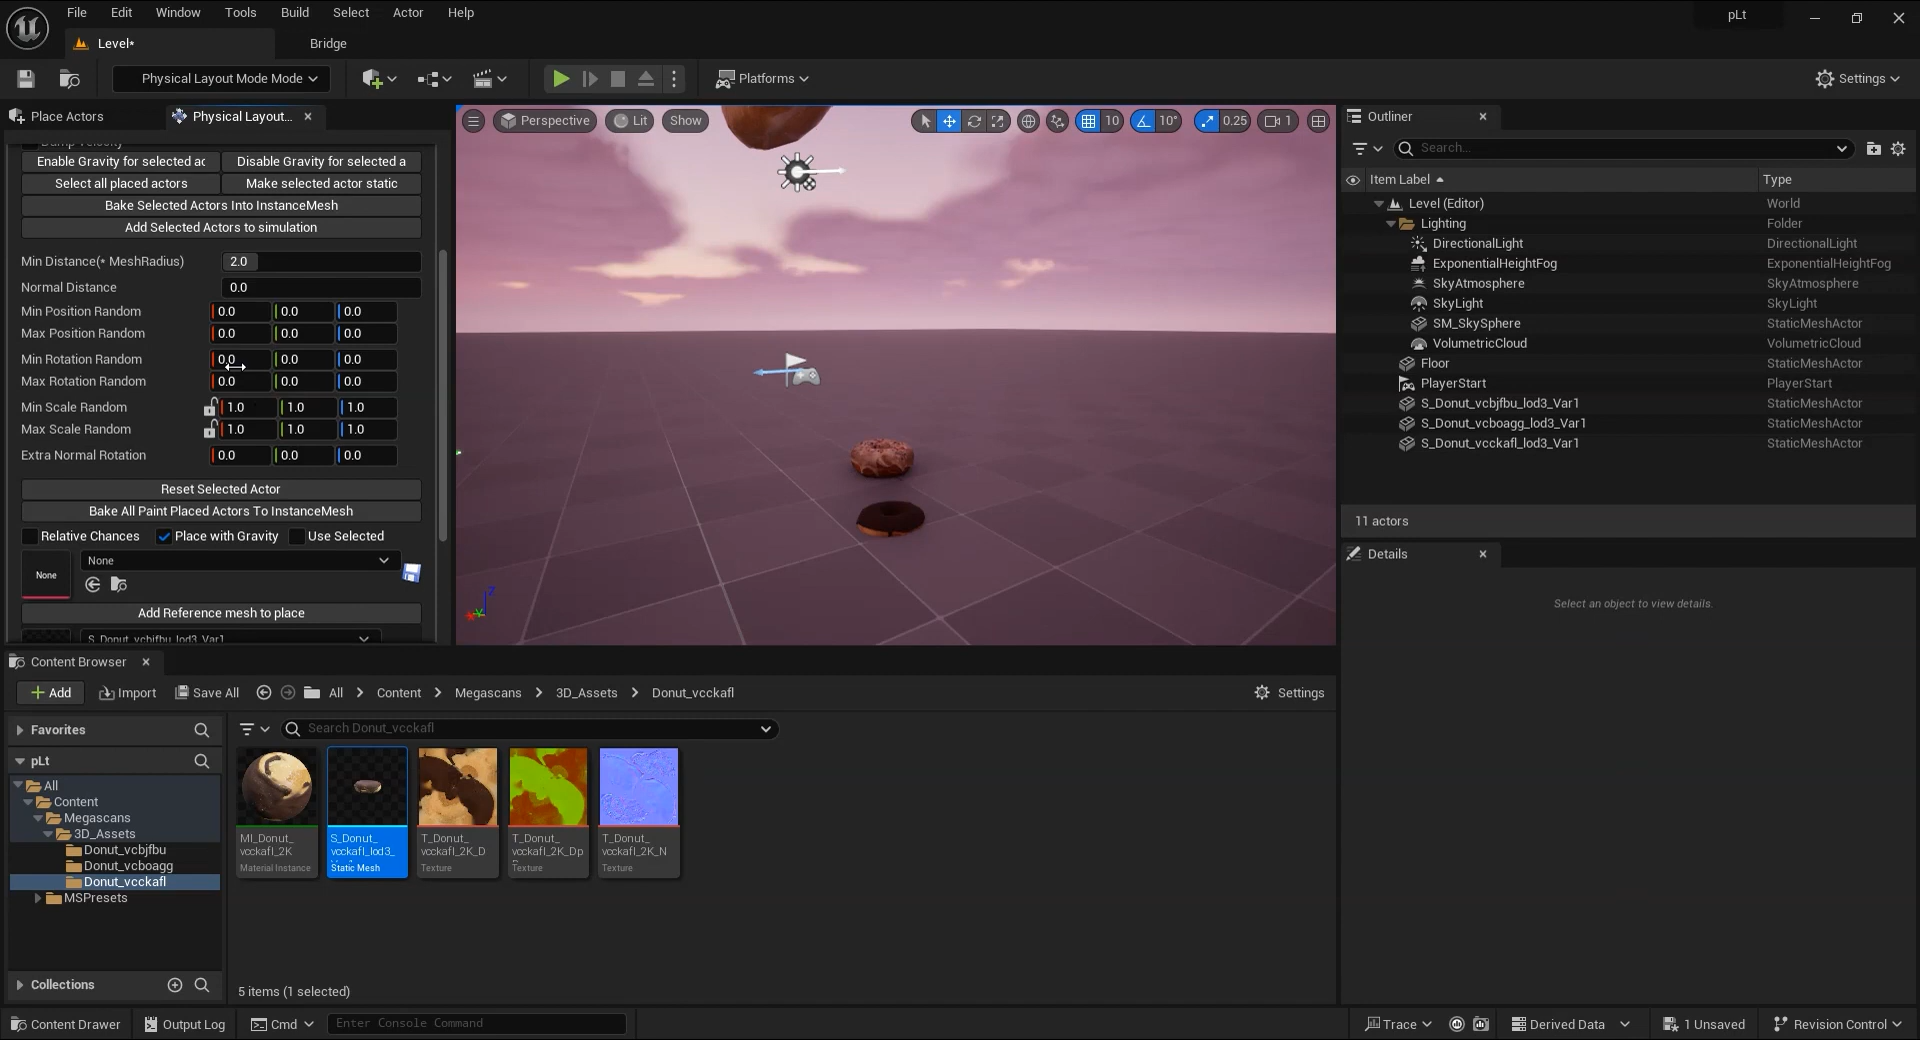 File Edit Window Tools Build Select Actor Help
pLt
Level*
Bridge
Physical Layout Mode Mode
Platforms
Settings
Place Actors
Physical Layout...
Damp Velocity
Enable Gravity for selected ac
Disable Gravity for selected a
Select all placed actors
Make selected actor static
Bake Selected Actors Into InstanceMesh
Add Selected Actors to simulation
Min Distance(* MeshRadius) 2.0
Normal Distance 0.0
Min Position Random 0.0 0.0 0.0
Max Position Random 0.0 0.0 0.0
Min Rotation Random 0.0 0.0 0.0
Max Rotation Random 0.0 0.0 0.0
Min Scale Random 1.0 1.0 1.0
Max Scale Random 1.0 1.0 1.0
Extra Normal Rotation 0.0 0.0 0.0
Reset Selected Actor
Bake All Paint Placed Actors To InstanceMesh
Relative Chances Place with Gravity Use Selected
None
None
Add Reference mesh to place
S_Donut_vcbjfbu_lod3_Var1
Perspective Lit Show
10 10° 0.25 1
Z
Y
X
Outliner
Search...
Item Label Type
Level (Editor) World
Lighting Folder
DirectionalLight DirectionalLight
ExponentialHeightFog ExponentialHeightFog
SkyAtmosphere SkyAtmosphere
SkyLight SkyLight
SM_SkySphere StaticMeshActor
VolumetricCloud VolumetricCloud
Floor StaticMeshActor
PlayerStart PlayerStart
S_Donut_vcbjfbu_lod3_Var1 StaticMeshActor
S_Donut_vcboagg_lod3_Var1 StaticMeshActor
S_Donut_vcckafl_lod3_Var1 StaticMeshActor
11 actors
Details
Select an object to view details.
Content Browser
Add Import Save All All Content Megascans 3D_Assets Donut_vcckafl
Settings
Favorites
pLt
All
Content
Megascans
3D_Assets
Donut_vcbjfbu
Donut_vcboagg
Donut_vcckafl
MSPresets
Collections
Search Donut_vcckafl
MI_Donut_
vcckafl_2K
Material Instance
S_Donut_
vcckafl_lod3_
Static Mesh
T_Donut_
vcckafl_2K_D
Texture
T_Donut_
vcckafl_2K_Dp
Texture
T_Donut_
vcckafl_2K_N
Texture
5 items (1 selected)
Content Drawer Output Log Cmd Enter Console Command
Trace Derived Data 1 Unsaved Revision Control